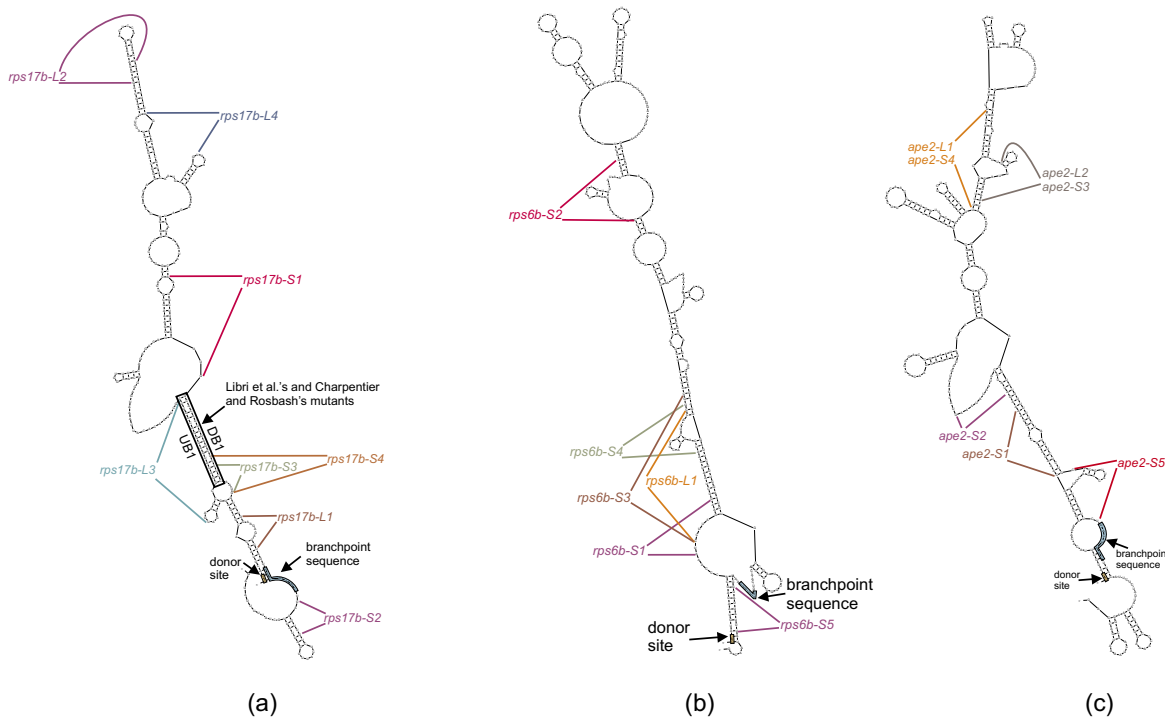 rps17b-L2
rps17b-L4
rps17b-S1
Libri et al.'s and Charpentier
and Rosbash's mutants
UB1
DB1
rps17b-L3
rps17b-S4
rps17b-S3
rps17b-L1
donor
site
branchpoint
sequence
rps17b-S2
(a)
rps6b-S2
rps6b-S4
rps6b-L1
rps6b-S3
rps6b-S1
branchpoint
sequence
rps6b-S5
donor
site
(b)
ape2-L1
ape2-S4
ape2-L2
ape2-S3
ape2-S2
ape2-S1
ape2-S5
branchpoint
sequence
donor
site
(c)